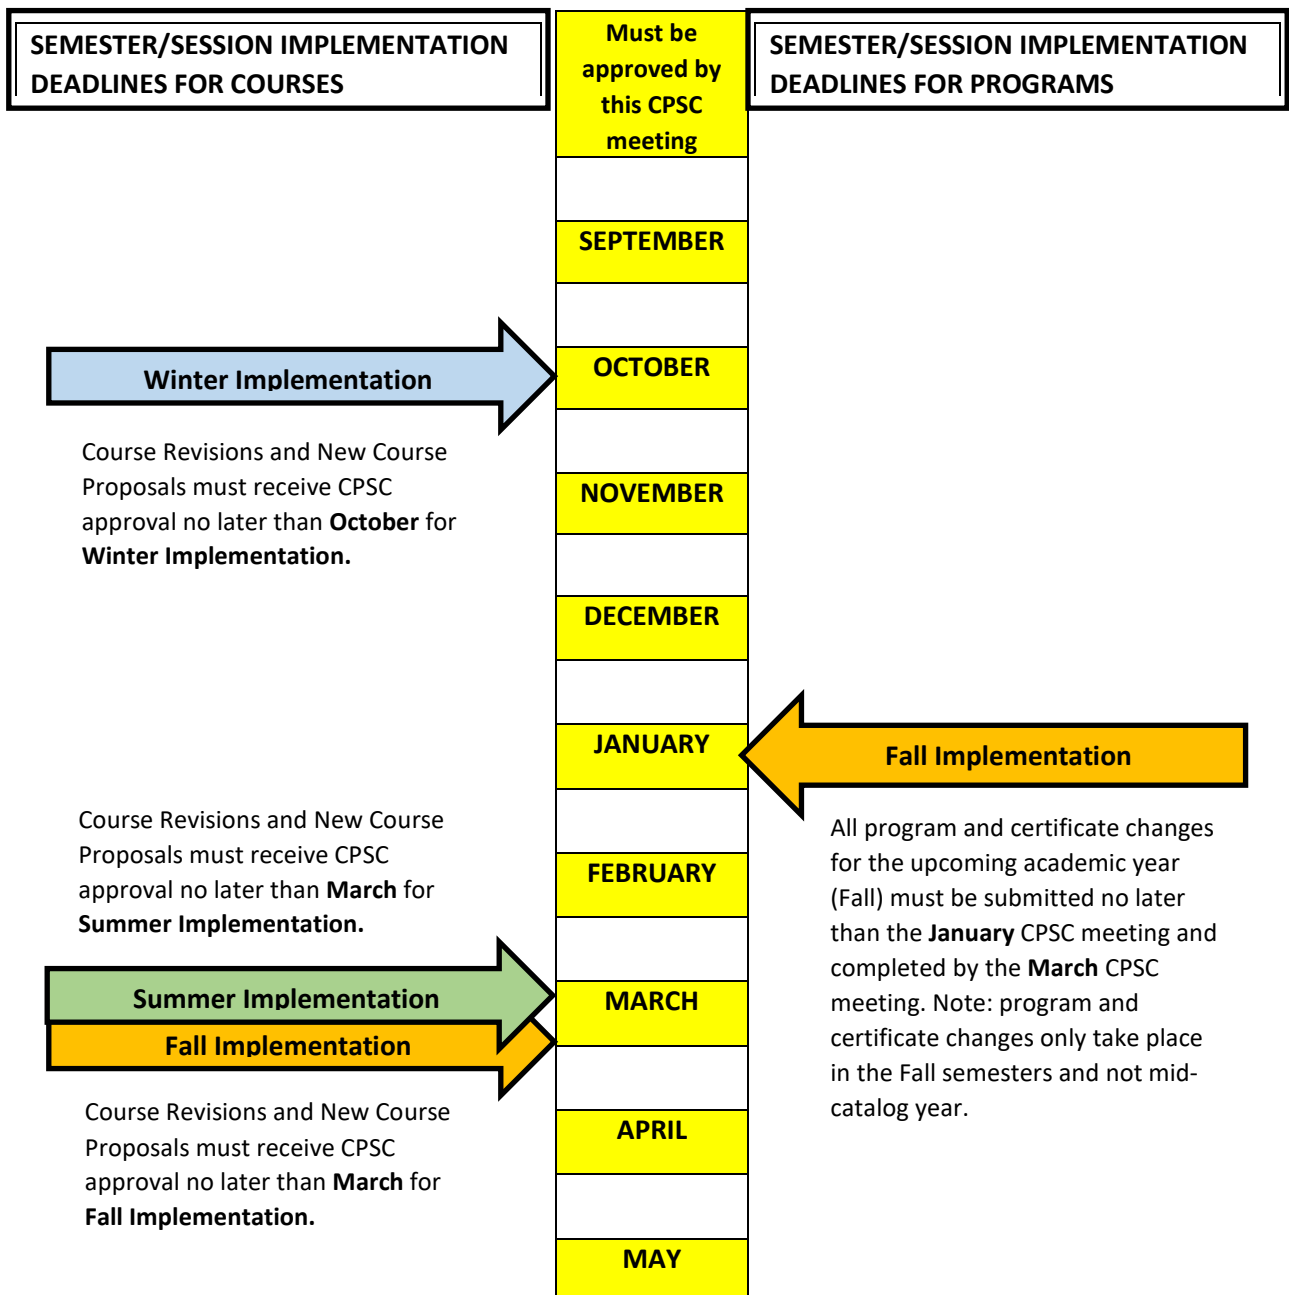 SEMESTER/SESSION IMPLEMENTATION
DEADLINES FOR COURSES
Must be
approved by
this CPSC
meeting
SEMESTER/SESSION IMPLEMENTATION
DEADLINES FOR PROGRAMS
SEPTEMBER
OCTOBER
Winter Implementation
Course Revisions and New Course
Proposals must receive CPSC
approval no later than October for
Winter Implementation.
NOVEMBER
DECEMBER
JANUARY
Fall Implementation
Course Revisions and New Course
Proposals must receive CPSC
approval no later than March for
Summer Implementation.
FEBRUARY
All program and certificate changes
for the upcoming academic year
(Fall) must be submitted no later
than the January CPSC meeting and
completed by the March CPSC
meeting. Note: program and
certificate changes only take place
in the Fall semesters and not mid-
catalog year.
Summer Implementation
MARCH
Fall Implementation
Course Revisions and New Course
Proposals must receive CPSC
approval no later than March for
Fall Implementation.
APRIL
MAY